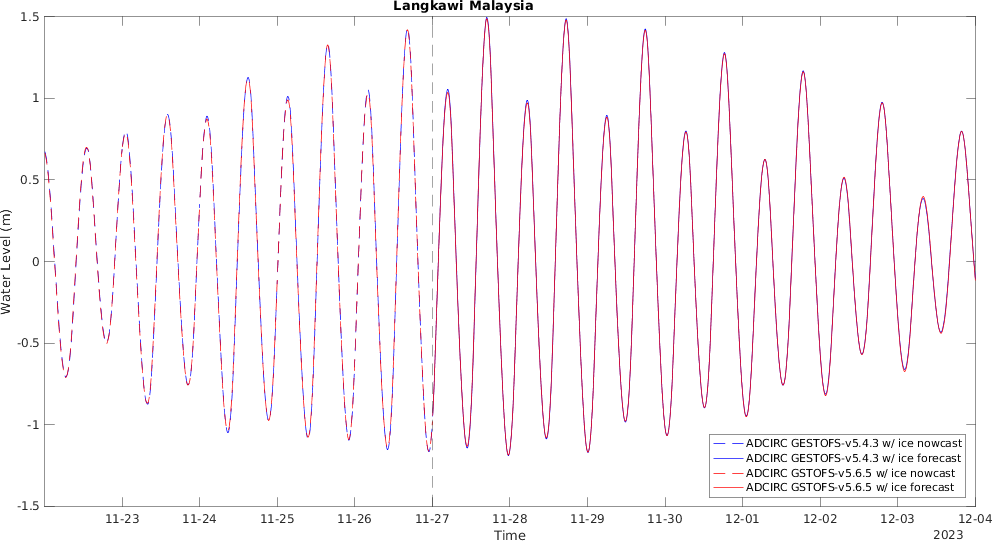 Langkawi Malaysia
1.5
1
0.5
0
-0.5
-1
-1.5
Water Level (m)
ADCIRC GESTOFS-v5.4.3 w/ ice nowcast
ADCIRC GESTOFS-v5.4.3 w/ ice forecast
ADCIRC GSTOFS-v5.6.5 w/ ice nowcast
ADCIRC GSTOFS-v5.6.5 w/ ice forecast
11-23 11-24 11-25 11-26 11-27 11-28 11-29 11-30 12-01 12-02 12-03 12-04
Time
2023